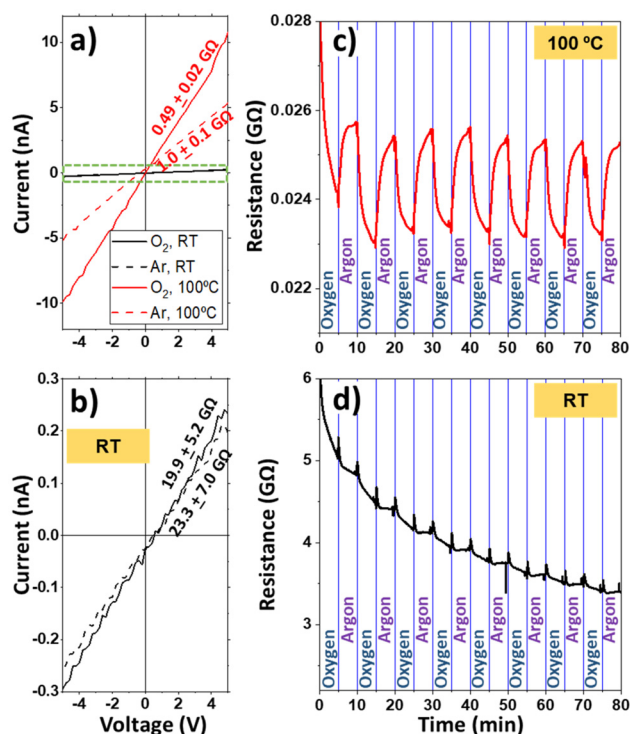 a)
Current (nA)
10
5
0
-5
-10
-4 -2 0 2 4
0.49 ± 0.02 GΩ
1.0 ± 0.1 GΩ
O2, RT
Ar, RT
O2, 100ºC
Ar, 100ºC
c)
100 ºC
Resistance (GΩ)
0.028
0.026
0.024
0.022
Oxygen Argon Oxygen Argon Oxygen Argon Oxygen Argon Oxygen Argon Oxygen Argon Oxygen Argon Oxygen Argon
0 10 20 30 40 50 60 70 80
b)
RT
Current (nA)
0.3
0.2
0.1
0.0
-0.1
-0.2
-0.3
19.9 ± 5.2 GΩ
23.3 ± 7.0 GΩ
-4 -2 0 2 4
Voltage (V)
d)
RT
Resistance (GΩ)
6
5
4
3
Oxygen Argon Oxygen Argon Oxygen Argon Oxygen Argon Oxygen Argon Oxygen Argon Oxygen Argon Oxygen Argon
0 10 20 30 40 50 60 70 80
Time (min)